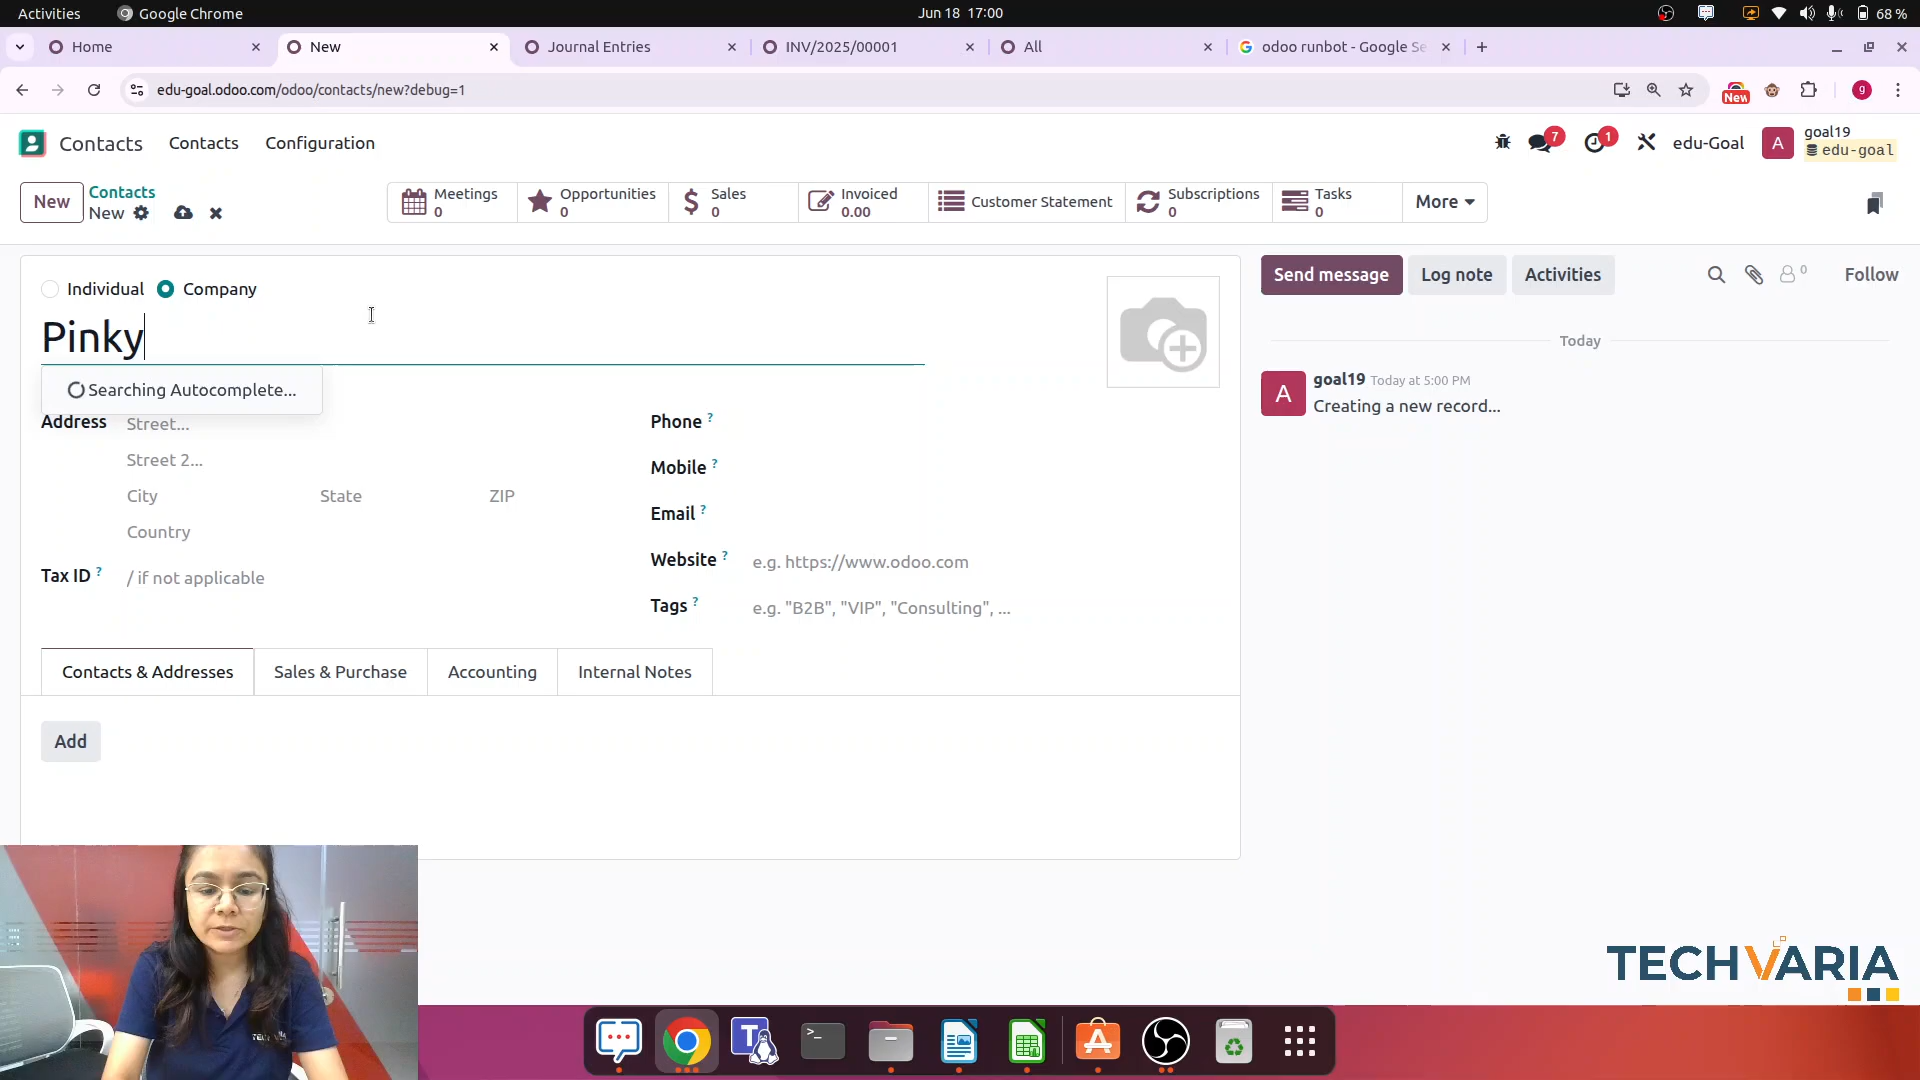 Activities
Google Chrome
Jun 18 17:00
68 %
Home
New
Journal Entries
INV/2025/00001
All
odoo runbot - Google Se
edu-goal.odoo.com/odoo/contacts/new?debug=1
New
g
Contacts
Contacts
Configuration
7
1
edu-Goal
A
goal19
edu-goal
New
Contacts
New
Meetings
0
Opportunities
0
Sales
0
Invoiced
0.00
Customer Statement
Subscriptions
0
Tasks
0
More
Individual
Company
Pinky
Searching Autocomplete...
Address
Street...
Street 2...
City
State
ZIP
Country
Tax ID ?
/ if not applicable
Phone ?
Mobile ?
Email ?
Website ?
e.g. https://www.odoo.com
Tags ?
e.g. "B2B", "VIP", "Consulting", ...
Contacts & Addresses
Sales & Purchase
Accounting
Internal Notes
Add
Send message
Log note
Activities
0
Follow
Today
A
goal19 Today at 5:00 PM
Creating a new record...
TECHVARIA